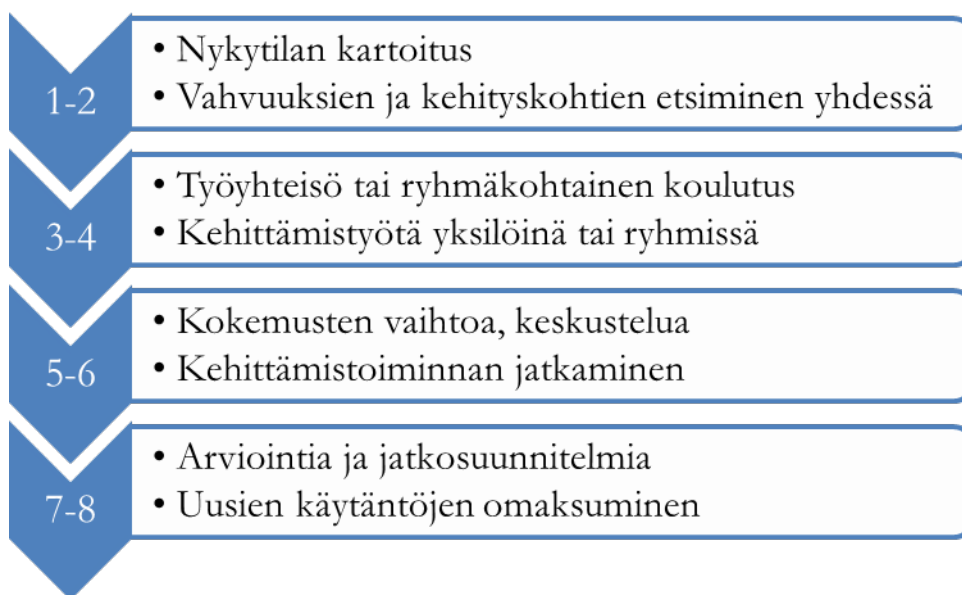 1-2
• Nykytilan kartoitus
• Vahvuuksien ja kehityskohtien etsiminen yhdessä
3-4
• Työyhteisö tai ryhmäkohtainen koulutus
• Kehittämistyötä yksilöinä tai ryhmissä
5-6
• Kokemusten vaihtoa, keskustelua
• Kehittämistoiminnan jatkaminen
7-8
• Arviointia ja jatkosuunnitelmia
• Uusien käytäntöjen omaksuminen